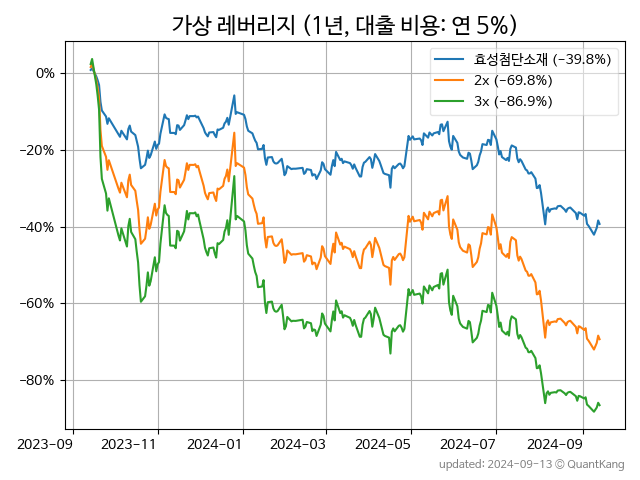 가상 레버리지 (1년, 대출 비용: 연 5%)
효성첨단소재 (−39.8%)
2x (−69.8%)
3x (−86.9%)
0%
−20%
−40%
−60%
−80%
2023-09 2023-11 2024-01 2024-03 2024-05 2024-07 2024-09
updated: 2024-09-13 © QuantKang